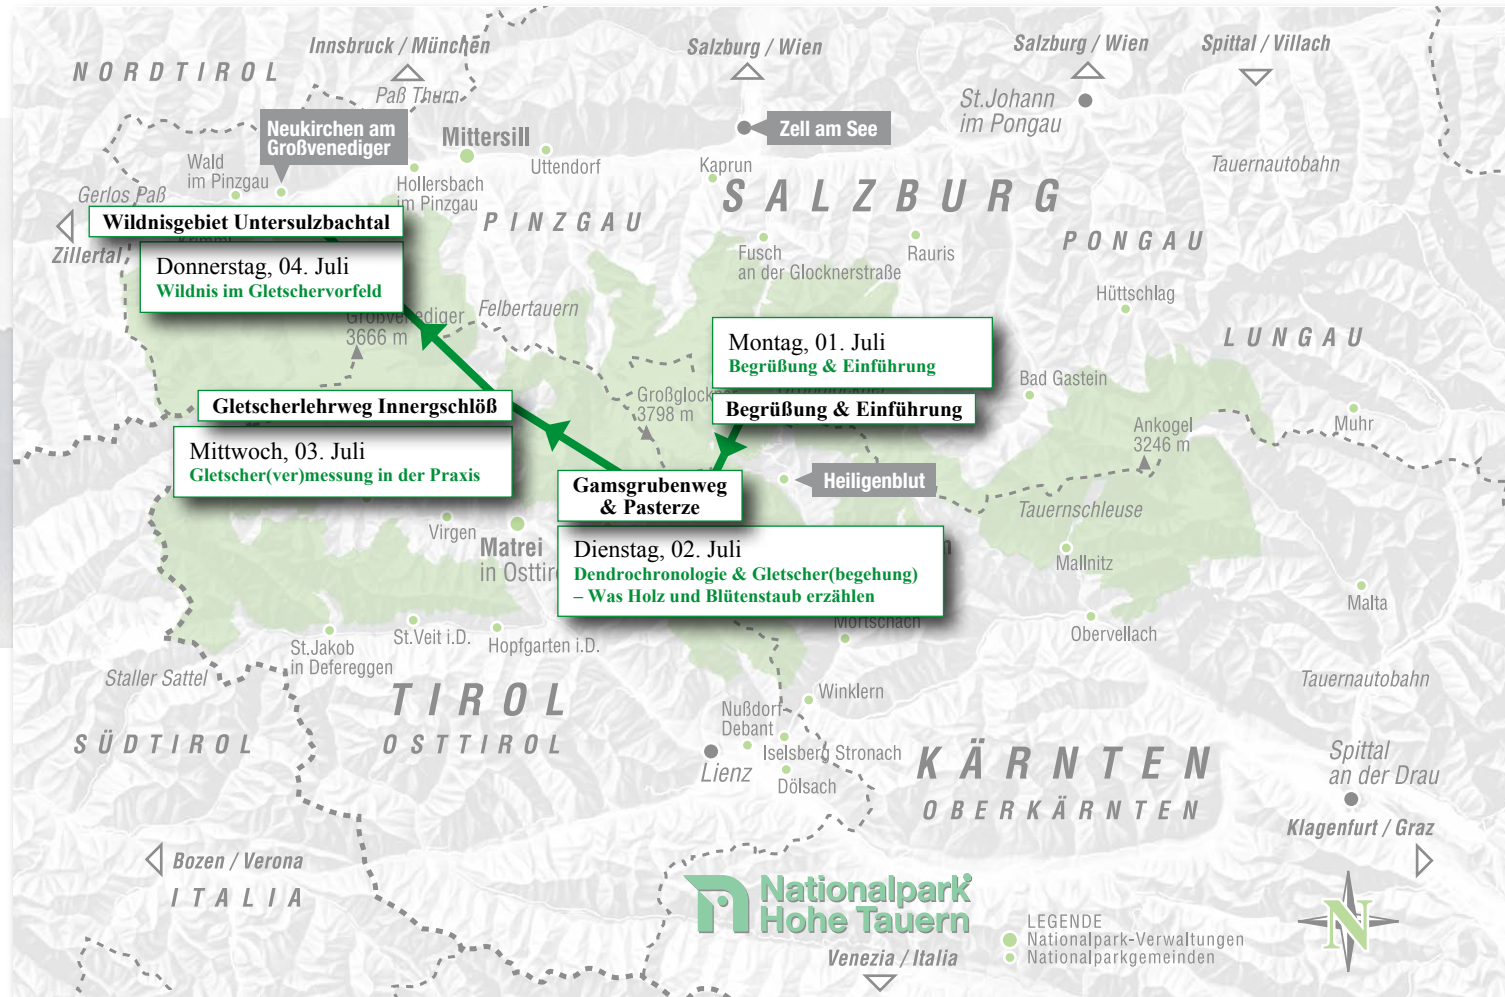 Innsbruck / München
Salzburg / Wien
Salzburg / Wien
Spittal / Villach
NORDTIROL
Paß Thurn
St.Johann
im Pongau
Neukirchen am
Großvenediger
Mittersill
Zell am See
Uttendorf
Tauernautobahn
Wald
im Pinzgau
Hollersbach
im Pinzgau
Kaprun
Gerlos Paß
SALZBURG
Wildnisgebiet Untersulzbachtal
PINZGAU
PONGAU
Zillertal
Fusch
an der Glocknerstraße
Rauris
Donnerstag, 04. Juli
Wildnis im Gletschervorfeld
Hüttschlag
Felbertauern
Großvenediger
3666 m
LUNGAU
Montag, 01. Juli
Begrüßung & Einführung
Bad Gastein
Großglockner
3798 m
Gletscherlehrweg Innergschlöß
Begrüßung & Einführung
Ankogel
3246 m
Muhr
Mittwoch, 03. Juli
Gletscher(ver)messung in der Praxis
Gamsgrubenweg
& Pasterze
Heiligenblut
Tauernschleuse
Virgen
Matrei
in Osttirol
Dienstag, 02. Juli
Dendrochronologie & Gletscher(begehung)
– Was Holz und Blütenstaub erzählen
Mallnitz
Malta
Mörtschach
Obervellach
St.Jakob
in Defereggen
St.Veit i.D.
Hopfgarten i.D.
Staller Sattel
Tauernautobahn
TIROL
OSTTIROL
Winklern
Nußdorf-
Debant
SÜDTIROL
Iselsberg Stronach
Lienz
Dölsach
KÄRNTEN
OBERKÄRNTEN
Spittal
an der Drau
Klagenfurt / Graz
Bozen / Verona
ITALIA
Nationalpark
Hohe Tauern
LEGENDE
Nationalpark-Verwaltungen
Nationalparkgemeinden
Venezia / Italia
N